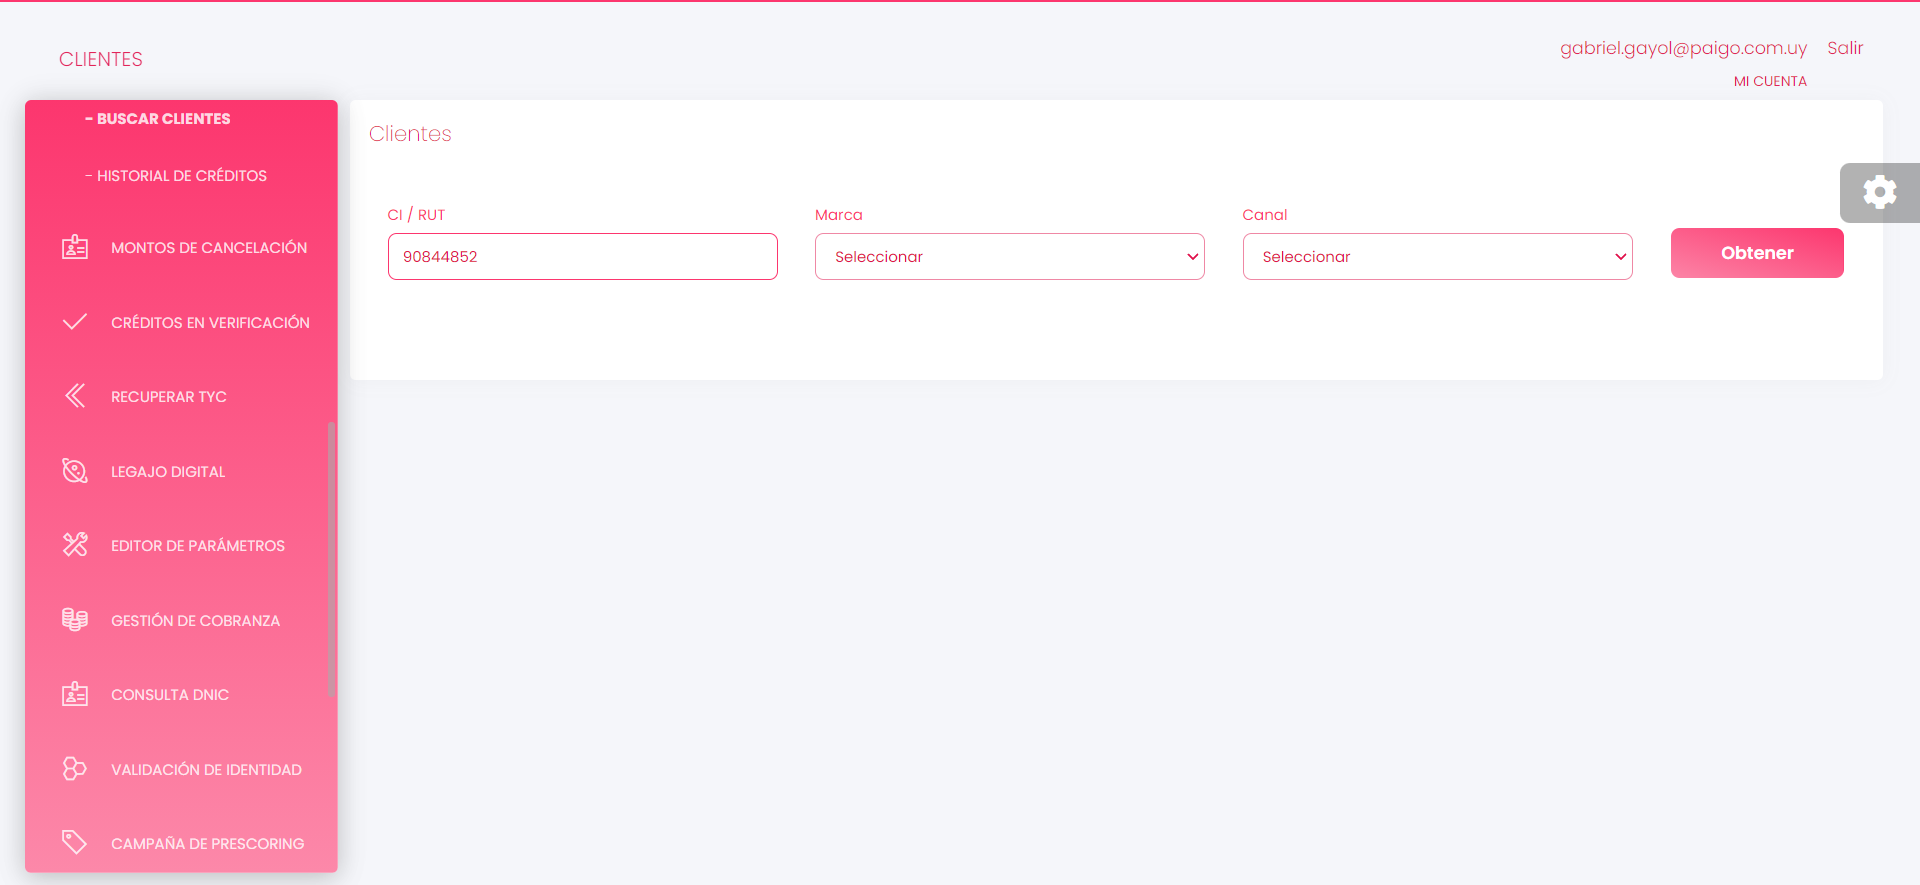 CLIENTES
gabriel.gayol@paigo.com.uy Salir
MI CUENTA
- BUSCAR CLIENTES
- HISTORIAL DE CRÉDITOS
MONTOS DE CANCELACIÓN
CRÉDITOS EN VERIFICACIÓN
RECUPERAR TYC
LEGAJO DIGITAL
EDITOR DE PARÁMETROS
GESTIÓN DE COBRANZA
CONSULTA DNIC
VALIDACIÓN DE IDENTIDAD
CAMPAÑA DE PRESCORING
Clientes
CI / RUT Marca Canal
90844852 Seleccionar Seleccionar Obtener